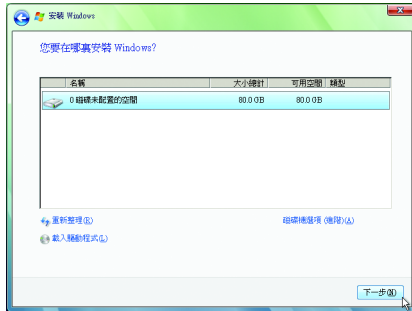 安裝 Windows
您要在哪裏安裝 Windows?
名稱 大小總計 可用空間 類型
0 磁碟未配置的空間 80.0 GB 80.0 GB
重新整理(R) 磁碟機選項 (進階)(A)
載入驅動程式(L)
下一步(N)